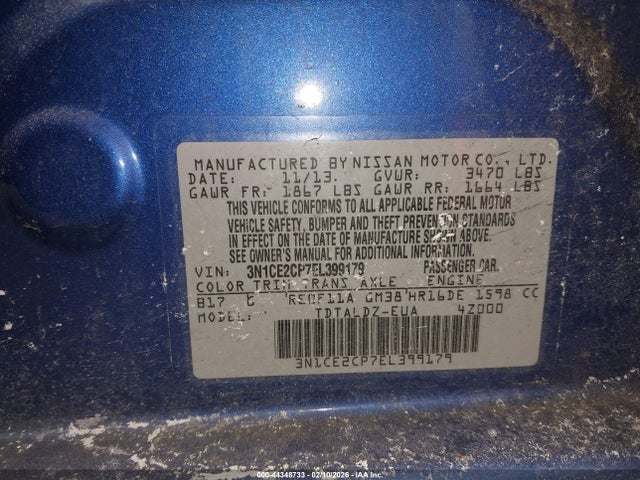 MANUFACTURED BY NISSAN MOTOR CO., LTD.
DATE: 11/13. GVWR: 3470 LBS
GAWR FR: 1867 LBS GAWR RR: 1664 LBS
THIS VEHICLE CONFORMS TO ALL APPLICABLE FEDERAL MOTOR
VEHICLE SAFETY, BUMPER AND THEFT PREVENTION STANDARDS
IN EFFECT ON THE DATE OF MANUFACTURE SHOWN ABOVE.
SEE OWNER'S MANUAL FOR ADDITIONAL INFORMATION.
VIN: 3N1CE2CP7EL399179 PASSENGER CAR.
COLOR TRIM TRANS AXLE ENGINE
B17 RE0F11A GM38 HR16DE 1598 CC
MODEL: TDTALDZ-EUA 4Z000
3N1CE2CP7EL399179
000-44348733 - 02/10/2026 - IAA Inc.